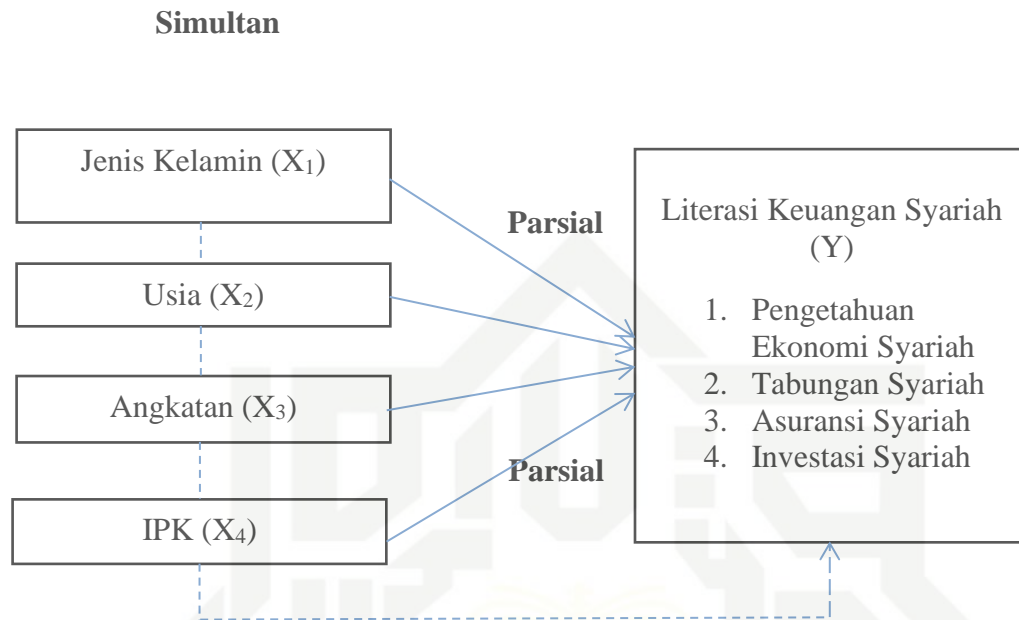 Simultan
Jenis Kelamin (X₁)
Parsial
Usia (X₂)
Angkatan (X₃)
Parsial
IPK (X₄)
Literasi Keuangan Syariah
(Y)
1. Pengetahuan
Ekonomi Syariah
2. Tabungan Syariah
3. Asuransi Syariah
4. Investasi Syariah